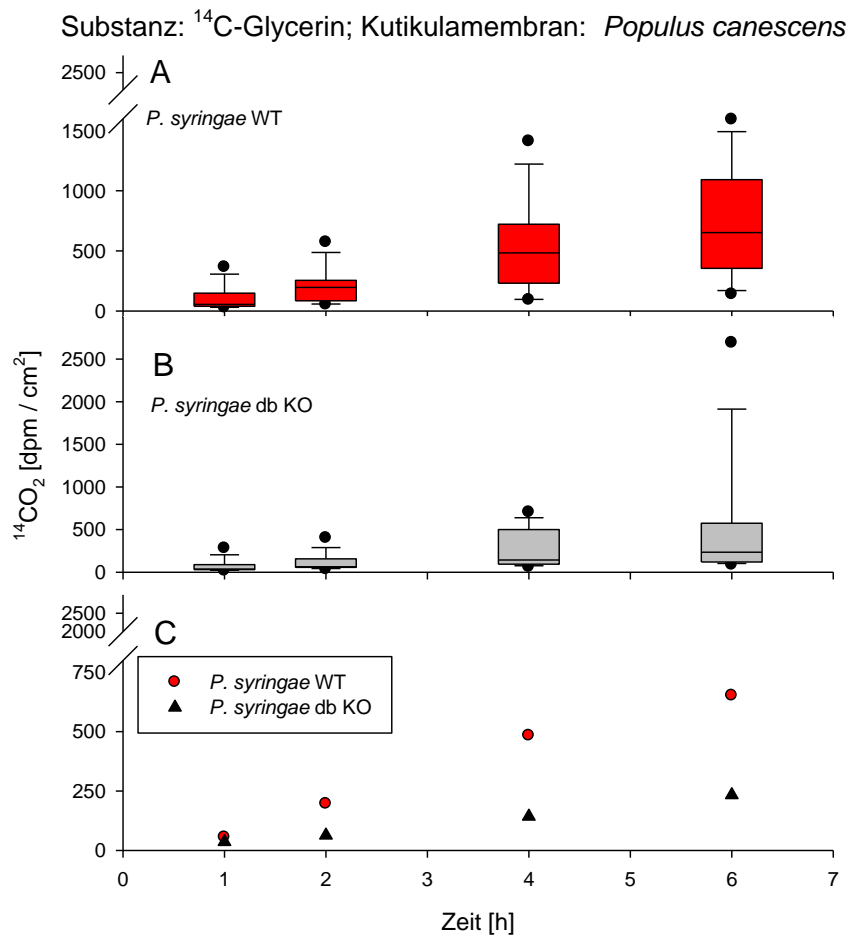 Substanz: ¹⁴C-Glycerin; Kutikulamembran: Populus canescens
A
P. syringae WT
2500
1500
1000
500
0
B
P. syringae db KO
2500
2000
1500
1000
500
0
¹⁴CO₂ [dpm / cm²]
C
2500
2000
750
500
250
0
P. syringae WT
P. syringae db KO
0 1 2 3 4 5 6 7
Zeit [h]